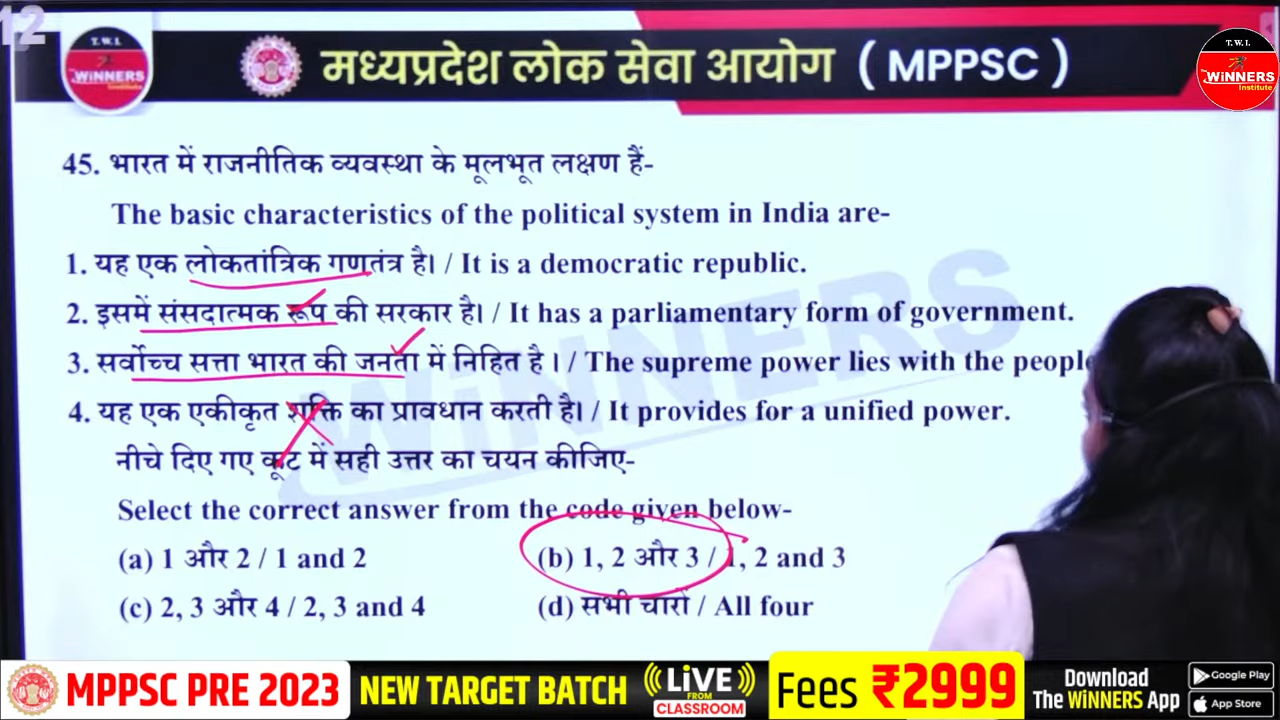 12
T.W.I.
The WiNNERS
Institute
मध्यप्रदेश लोक सेवा आयोग ( MPPSC )
T.W.I.
The WiNNERS
Institute
45. भारत में राजनीतिक व्यवस्था के मूलभूत लक्षण हैं-
The basic characteristics of the political system in India are-
1. यह एक लोकतांत्रिक गणतंत्र है। / It is a democratic republic.
2. इसमें संसदात्मक रूप की सरकार है। / It has a parliamentary form of government.
3. सर्वोच्च सत्ता भारत की जनता में निहित है । / The supreme power lies with the people
4. यह एक एकीकृत शक्ति का प्रावधान करती है। / It provides for a unified power.
नीचे दिए गए कूट में सही उत्तर का चयन कीजिए-
Select the correct answer from the code given below-
(a) 1 और 2 / 1 and 2 (b) 1, 2 और 3 / 1, 2 and 3
(c) 2, 3 और 4 / 2, 3 and 4 (d) सभी चारों / All four
WiNNERS
MPPSC PRE 2023 NEW TARGET BATCH LiVE FROM CLASSROOM Fees ₹2999 Download The WiNNERS App
Google Play
App Store